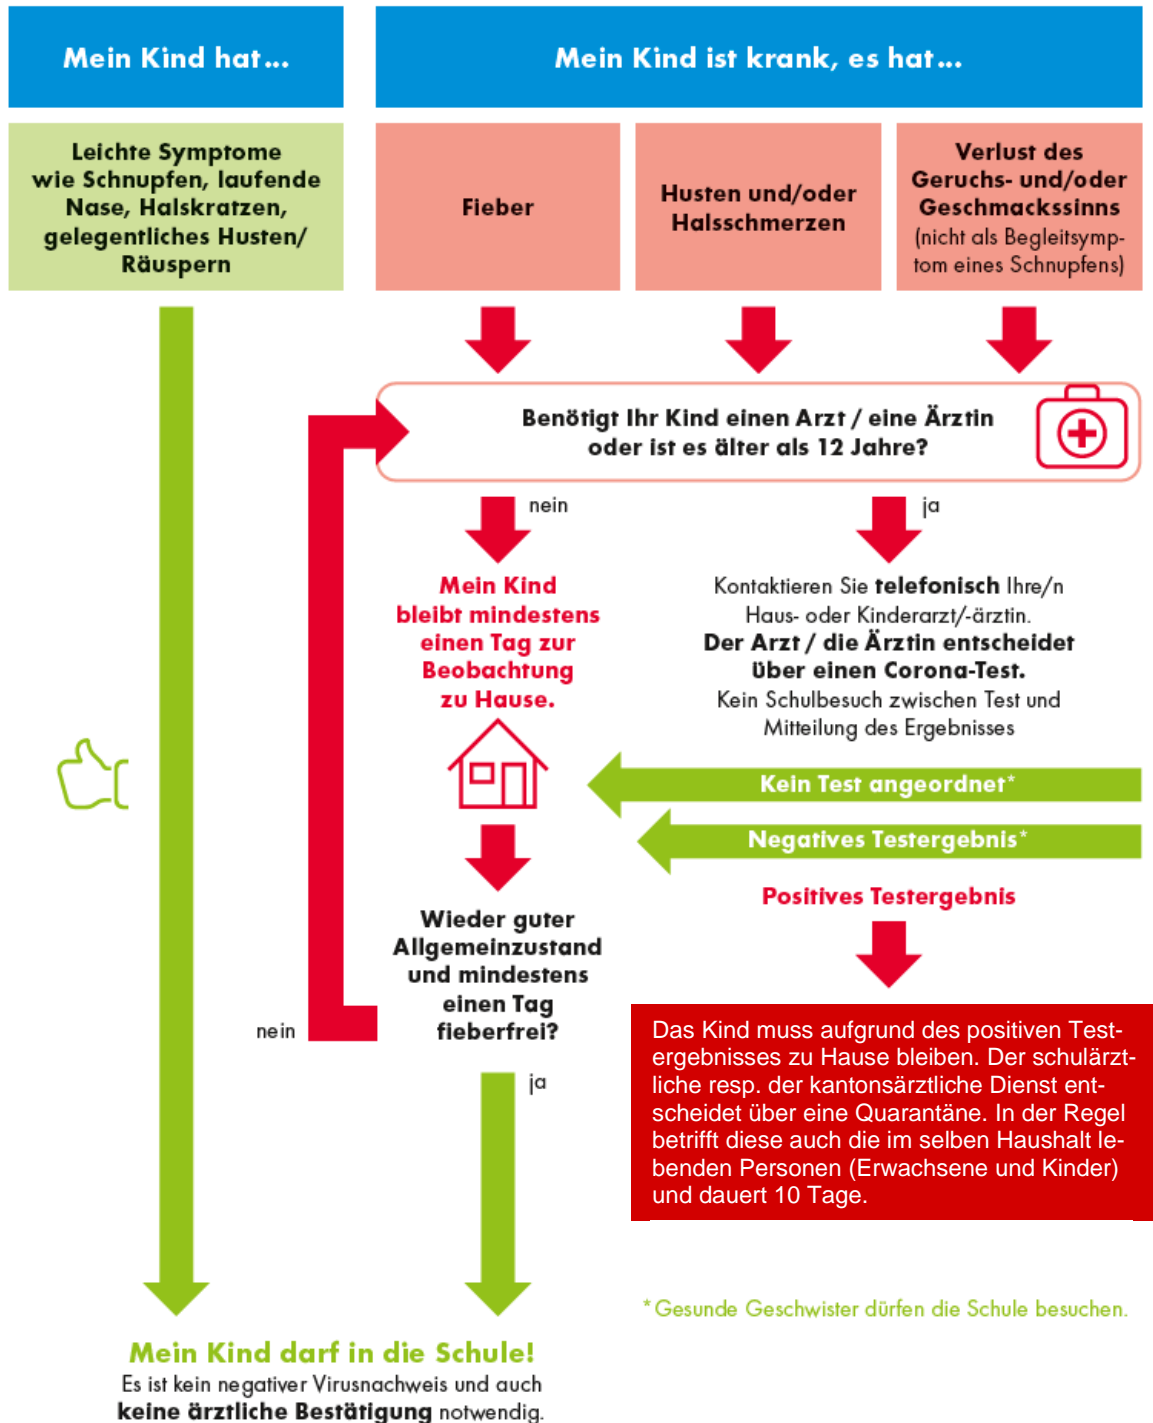 Mein Kind hat...
Mein Kind ist krank, es hat...
Leichte Symptome
wie Schnupfen, laufende
Nase, Halskratzen,
gelegentliches Husten/
Räuspern
Fieber
Husten und/oder
Halsschmerzen
Verlust des
Geruchs- und/oder
Geschmackssinns
(nicht als Begleitsymp-
tom eines Schnupfens)
Benötigt Ihr Kind einen Arzt / eine Ärztin
oder ist es älter als 12 Jahre?
nein
ja
Mein Kind
bleibt mindestens
einen Tag zur
Beobachtung
zu Hause.
Kontaktieren Sie telefonisch Ihre/n
Haus- oder Kinderarzt/-ärztin.
Der Arzt / die Ärztin entscheidet
über einen Corona-Test.
Kein Schulbesuch zwischen Test und
Mitteilung des Ergebnisses
Kein Test angeordnet*
Negatives Testergebnis*
Positives Testergebnis
Wieder guter
Allgemeinzustand
und mindestens
einen Tag
fieberfrei?
nein
ja
Das Kind muss aufgrund des positiven Test-
ergebnisses zu Hause bleiben. Der schulärzt-
liche resp. der kantonsärztliche Dienst ent-
scheidet über eine Quarantäne. In der Regel
betrifft diese auch die im selben Haushalt le-
benden Personen (Erwachsene und Kinder)
und dauert 10 Tage.
*Gesunde Geschwister dürfen die Schule besuchen.
Mein Kind darf in die Schule!
Es ist kein negativer Virusnachweis und auch
keine ärztliche Bestätigung notwendig.